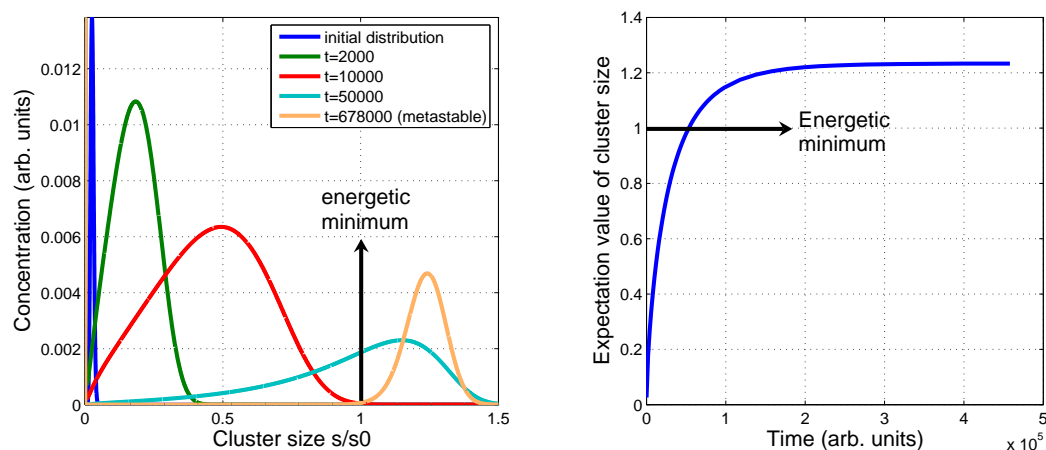 initial distribution
t=2000
t=10000
t=50000
t=678000 (metastable)
energetic
minimum
0.012
0.01
0.008
0.006
0.004
0.002
0
0
0.5
1
1.5
Concentration (arb. units)
Cluster size s/s0
Energetic
minimum
1.4
1.2
1
0.8
0.6
0.4
0.2
0
0
1
2
3
4
5
x 10⁵
Expectation value of cluster size
Time (arb. units)